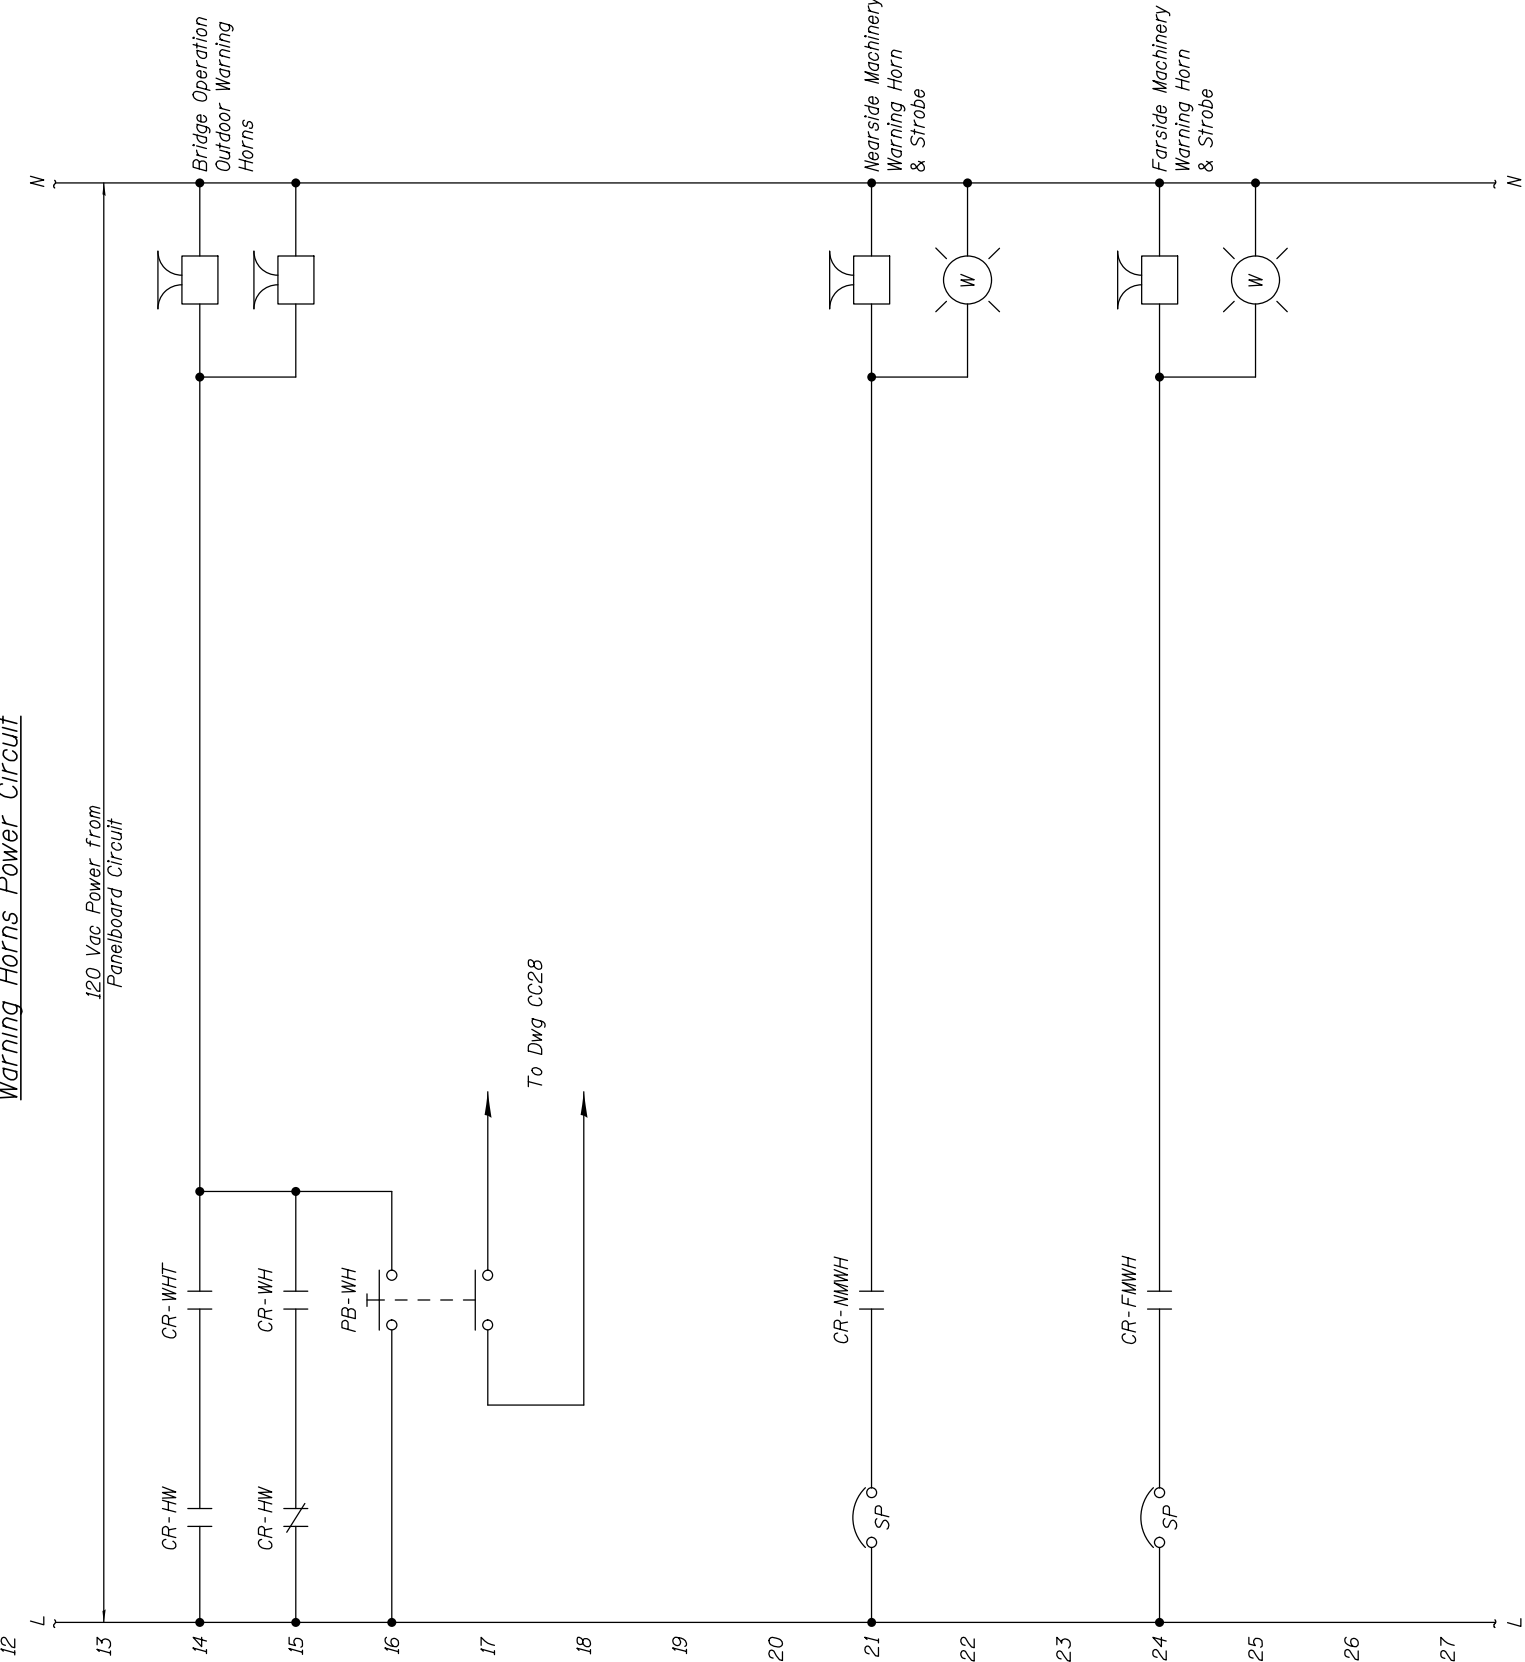 Warning Horns Power Circuit
12
L
N
13
120 Vac Power from
Panelboard Circuit
14
CR-HW
CR-WHT
Bridge Operation
Outdoor Warning
Horns
15
CR-HW
CR-WH
16
PB-WH
17
To Dwg CC28
18
19
20
21
SP
CR-NMWH
Nearside Machinery
Warning Horn
& Strobe
22
W
23
24
SP
CR-FMWH
Farside Machinery
Warning Horn
& Strobe
25
W
26
27
L
N